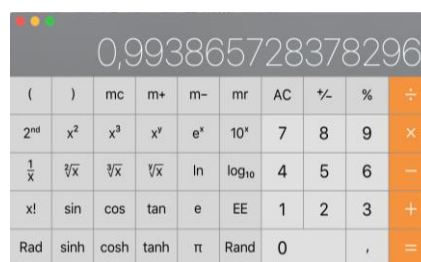 0,993865728378296
( ) mc m+ m- mr AC +⁄- % ÷
2ⁿᵈ x² x³ xʸ eˣ 10ˣ 7 8 9 ×
1/x ²√x ³√x ʸ√x ln log₁₀ 4 5 6 −
x! sin cos tan e EE 1 2 3 +
Rad sinh cosh tanh π Rand 0 , =